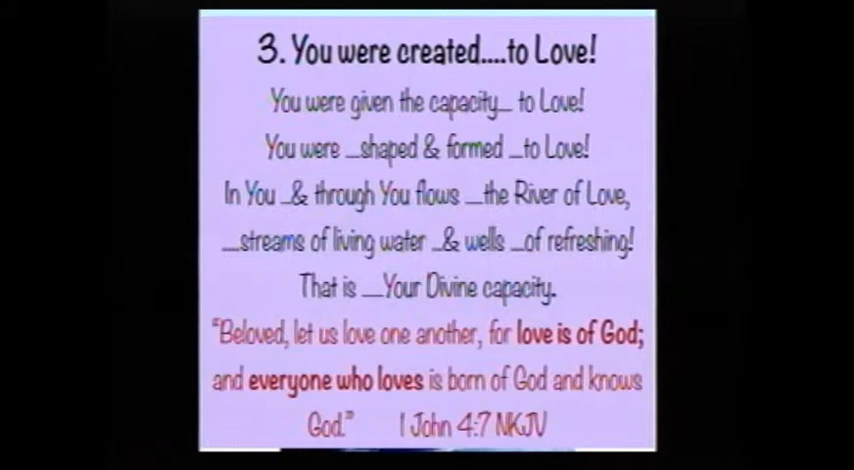 3. You were created....to Love!
You were given the capacity... to Love!
You were ...shaped & formed ...to Love!
In You ..& through You flows ....the River of Love,
....streams of living water ..& wells ...of refreshing!
That is ....Your Divine capacity.
"Beloved, let us love one another, for love is of God;
and everyone who loves is born of God and knows
God." 1 John 4:7 NKJV